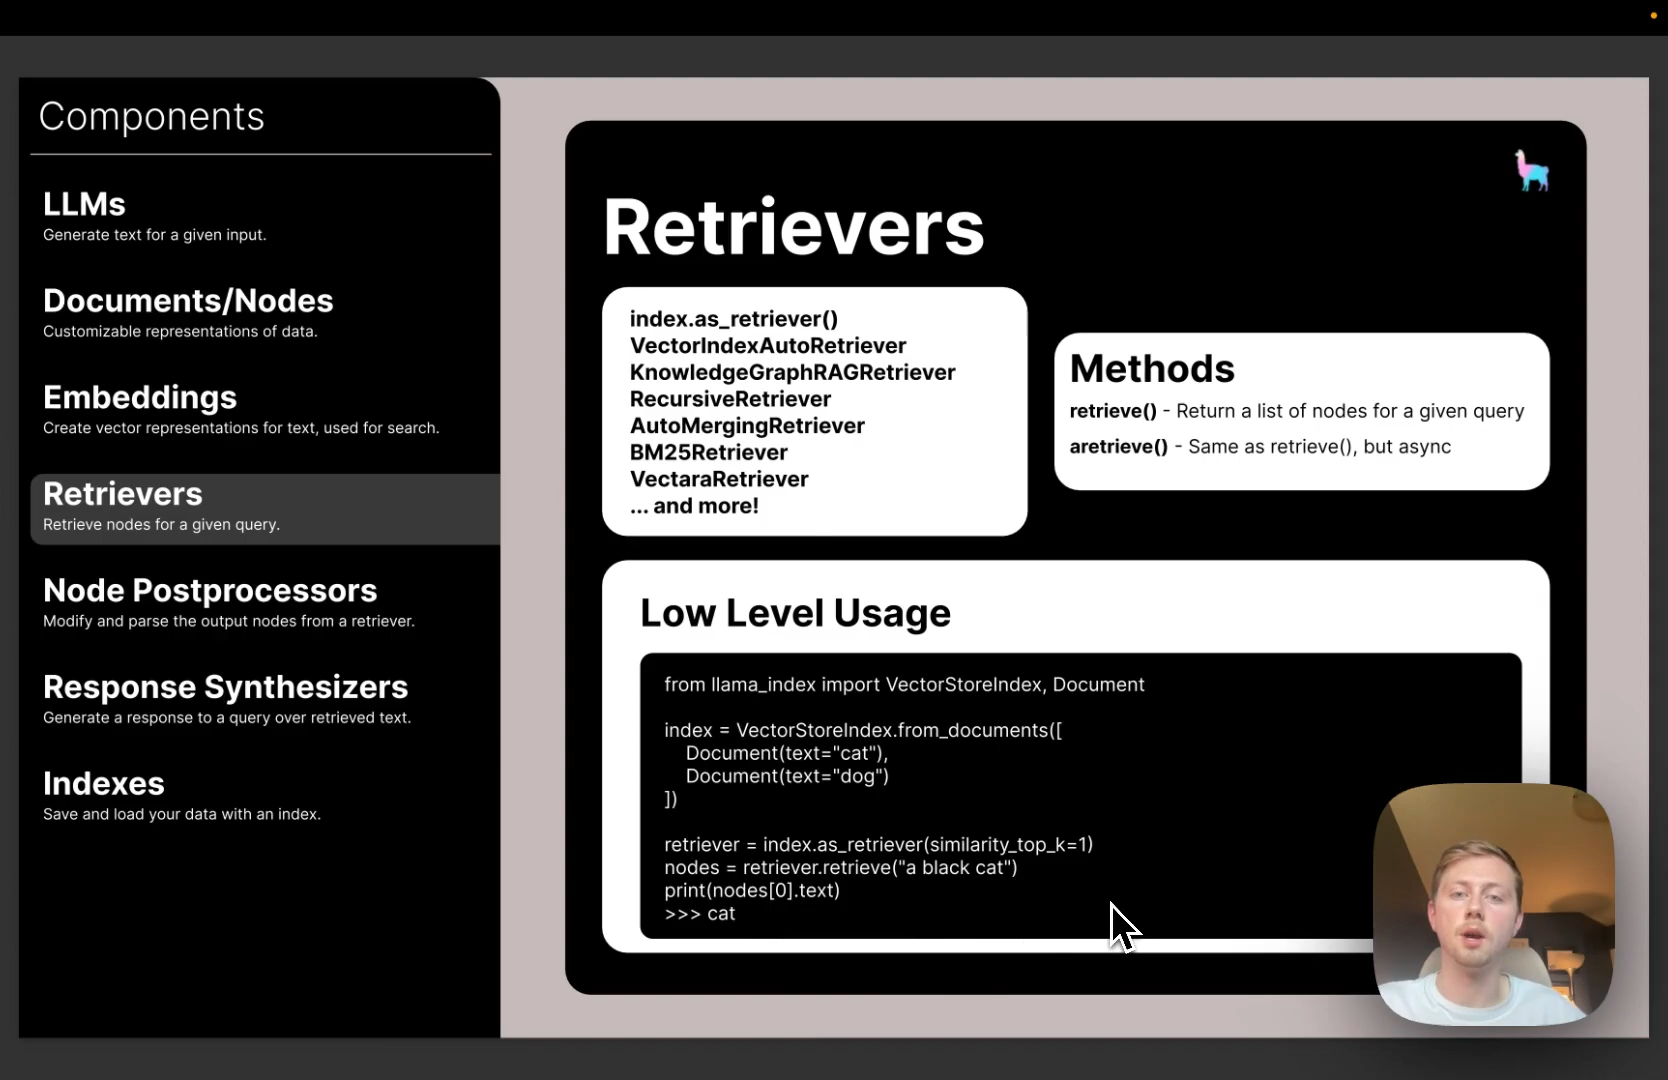 Components
LLMs
Generate text for a given input.
Documents/Nodes
Customizable representations of data.
Embeddings
Create vector representations for text, used for search.
Retrievers
Retrieve nodes for a given query.
Node Postprocessors
Modify and parse the output nodes from a retriever.
Response Synthesizers
Generate a response to a query over retrieved text.
Indexes
Save and load your data with an index.
Retrievers
index.as_retriever()
VectorIndexAutoRetriever
KnowledgeGraphRAGRetriever
RecursiveRetriever
AutoMergingRetriever
BM25Retriever
VectaraRetriever
... and more!
Methods
retrieve() - Return a list of nodes for a given query
aretrieve() - Same as retrieve(), but async
Low Level Usage
from llama_index import VectorStoreIndex, Document
index = VectorStoreIndex.from_documents([
Document(text="cat"),
Document(text="dog")
])
retriever = index.as_retriever(similarity_top_k=1)
nodes = retriever.retrieve("a black cat")
print(nodes[0].text)
>>> cat